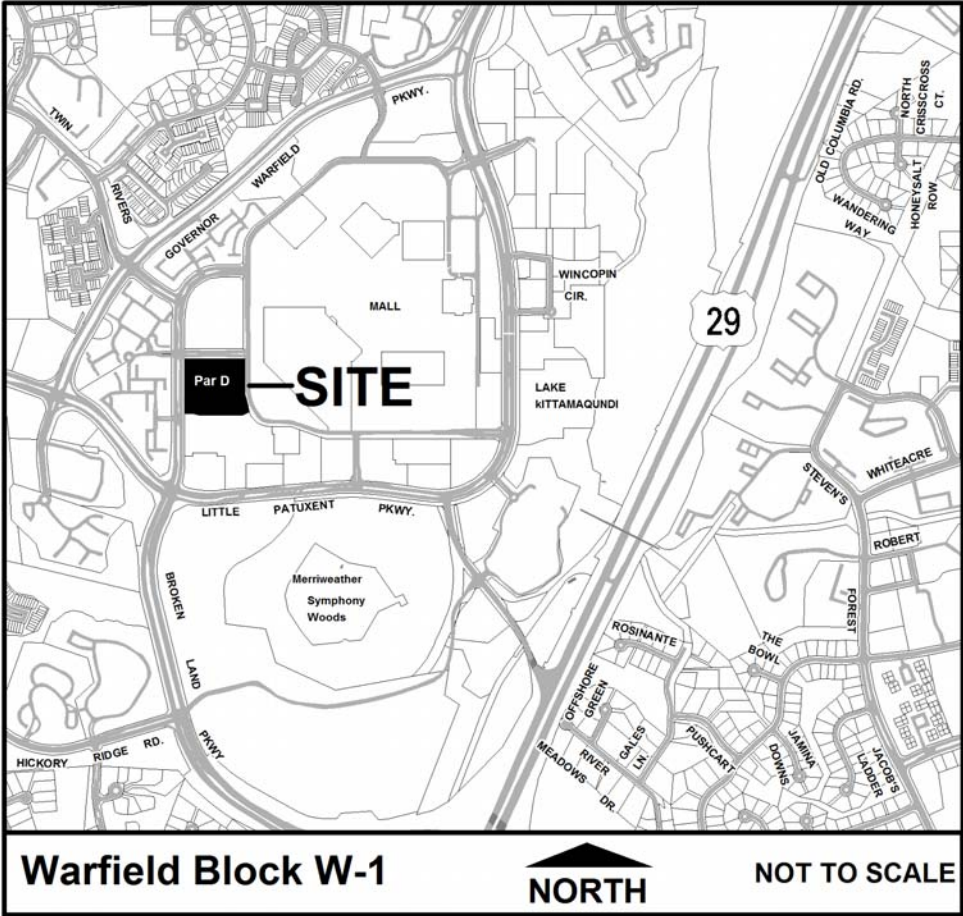 PKWY.
WARFIELD
GOVERNOR
TWIN
RIVERS
OLD COLUMBIA RD.
NORTH
CRISSCROSS
CT.
HONEYSALT
ROW
WANDERING
WAY
WINCOPIN
CIR.
29
MALL
Par D
SITE
LAKE
kITTAMAQUNDI
WHITEACRE
STEVEN'S
ROBERT
FOREST
LITTLE
PATUXENT
PKWY.
Merriweather
Symphony
Woods
BROKEN
LAND
PKWY
ROSINANTE
THE
BOWL
OFFSHORE
GREEN
GALES
LN.
PUSHCART
JAMINA
DOWNS
JACOB'S
LADDER
RIVER
MEADOWS
DR.
HICKORY
RIDGE
RD.
Warfield Block W-1
NORTH
NOT TO SCALE